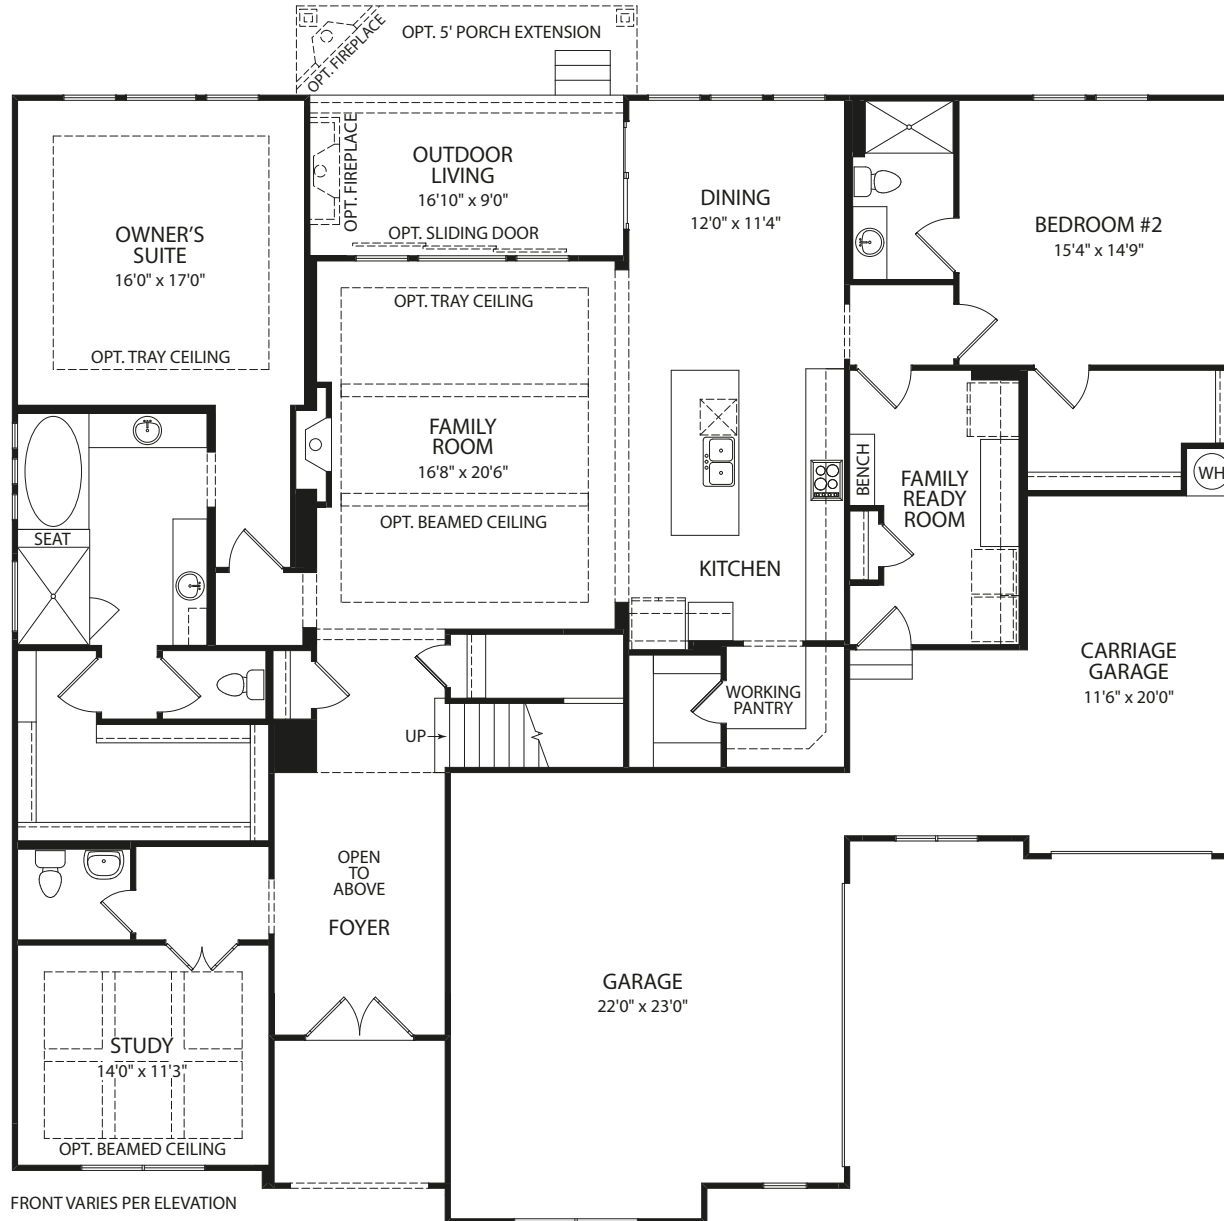 OPT. 5' PORCH EXTENSION
OPT. FIREPLACE
OPT. FIREPLACE
OUTDOOR
LIVING
16'10" x 9'0"
OPT. SLIDING DOOR
OWNER'S
SUITE
16'0" x 17'0"
OPT. TRAY CEILING
DINING
12'0" x 11'4"
BEDROOM #2
15'4" x 14'9"
OPT. TRAY CEILING
FAMILY
ROOM
16'8" x 20'6"
OPT. BEAMED CEILING
KITCHEN
BENCH
FAMILY
READY
ROOM
WH
SEAT
CARRIAGE
GARAGE
11'6" x 20'0"
WORKING
PANTRY
UP
OPEN
TO
ABOVE
FOYER
GARAGE
22'0" x 23'0"
STUDY
14'0" x 11'3"
OPT. BEAMED CEILING
FRONT VARIES PER ELEVATION